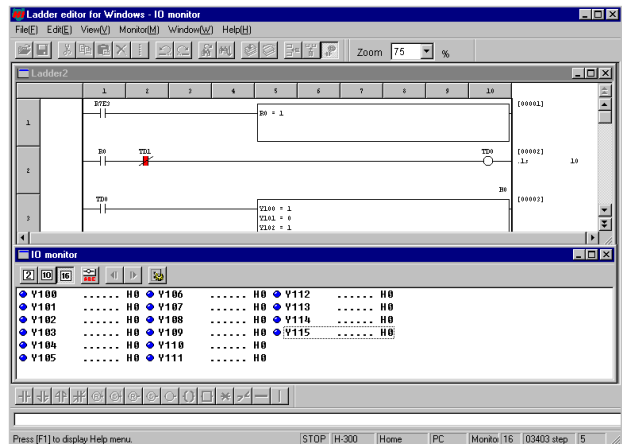 Ladder editor for Windows - IO monitor
File(F) Edit(E) View(V) Monitor(M) Window(W) Help(H)
Zoom 75 %
Ladder2
1 2 3 4 5 6 7 8 9 10
R7E3 [00001]
1 R0 = 1
R0 TD1 TD0 [00002]
2 .1s 10
R0
TD0 [00003]
3 Y100 = 1
Y101 = 0
Y102 = 1
IO monitor
2 10 16
Y100 ...... H0 Y106 ...... H0 Y112 ...... H0
Y101 ...... H0 Y107 ...... H0 Y113 ...... H0
Y102 ...... H0 Y108 ...... H0 Y114 ...... H0
Y103 ...... H0 Y109 ...... H0 Y115 ...... H0
Y104 ...... H0 Y110 ...... H0
Y105 ...... H0 Y111 ...... H0
Press [F1] to display Help menu. STOP H-300 Home PC Monitor 16 03403 step 5